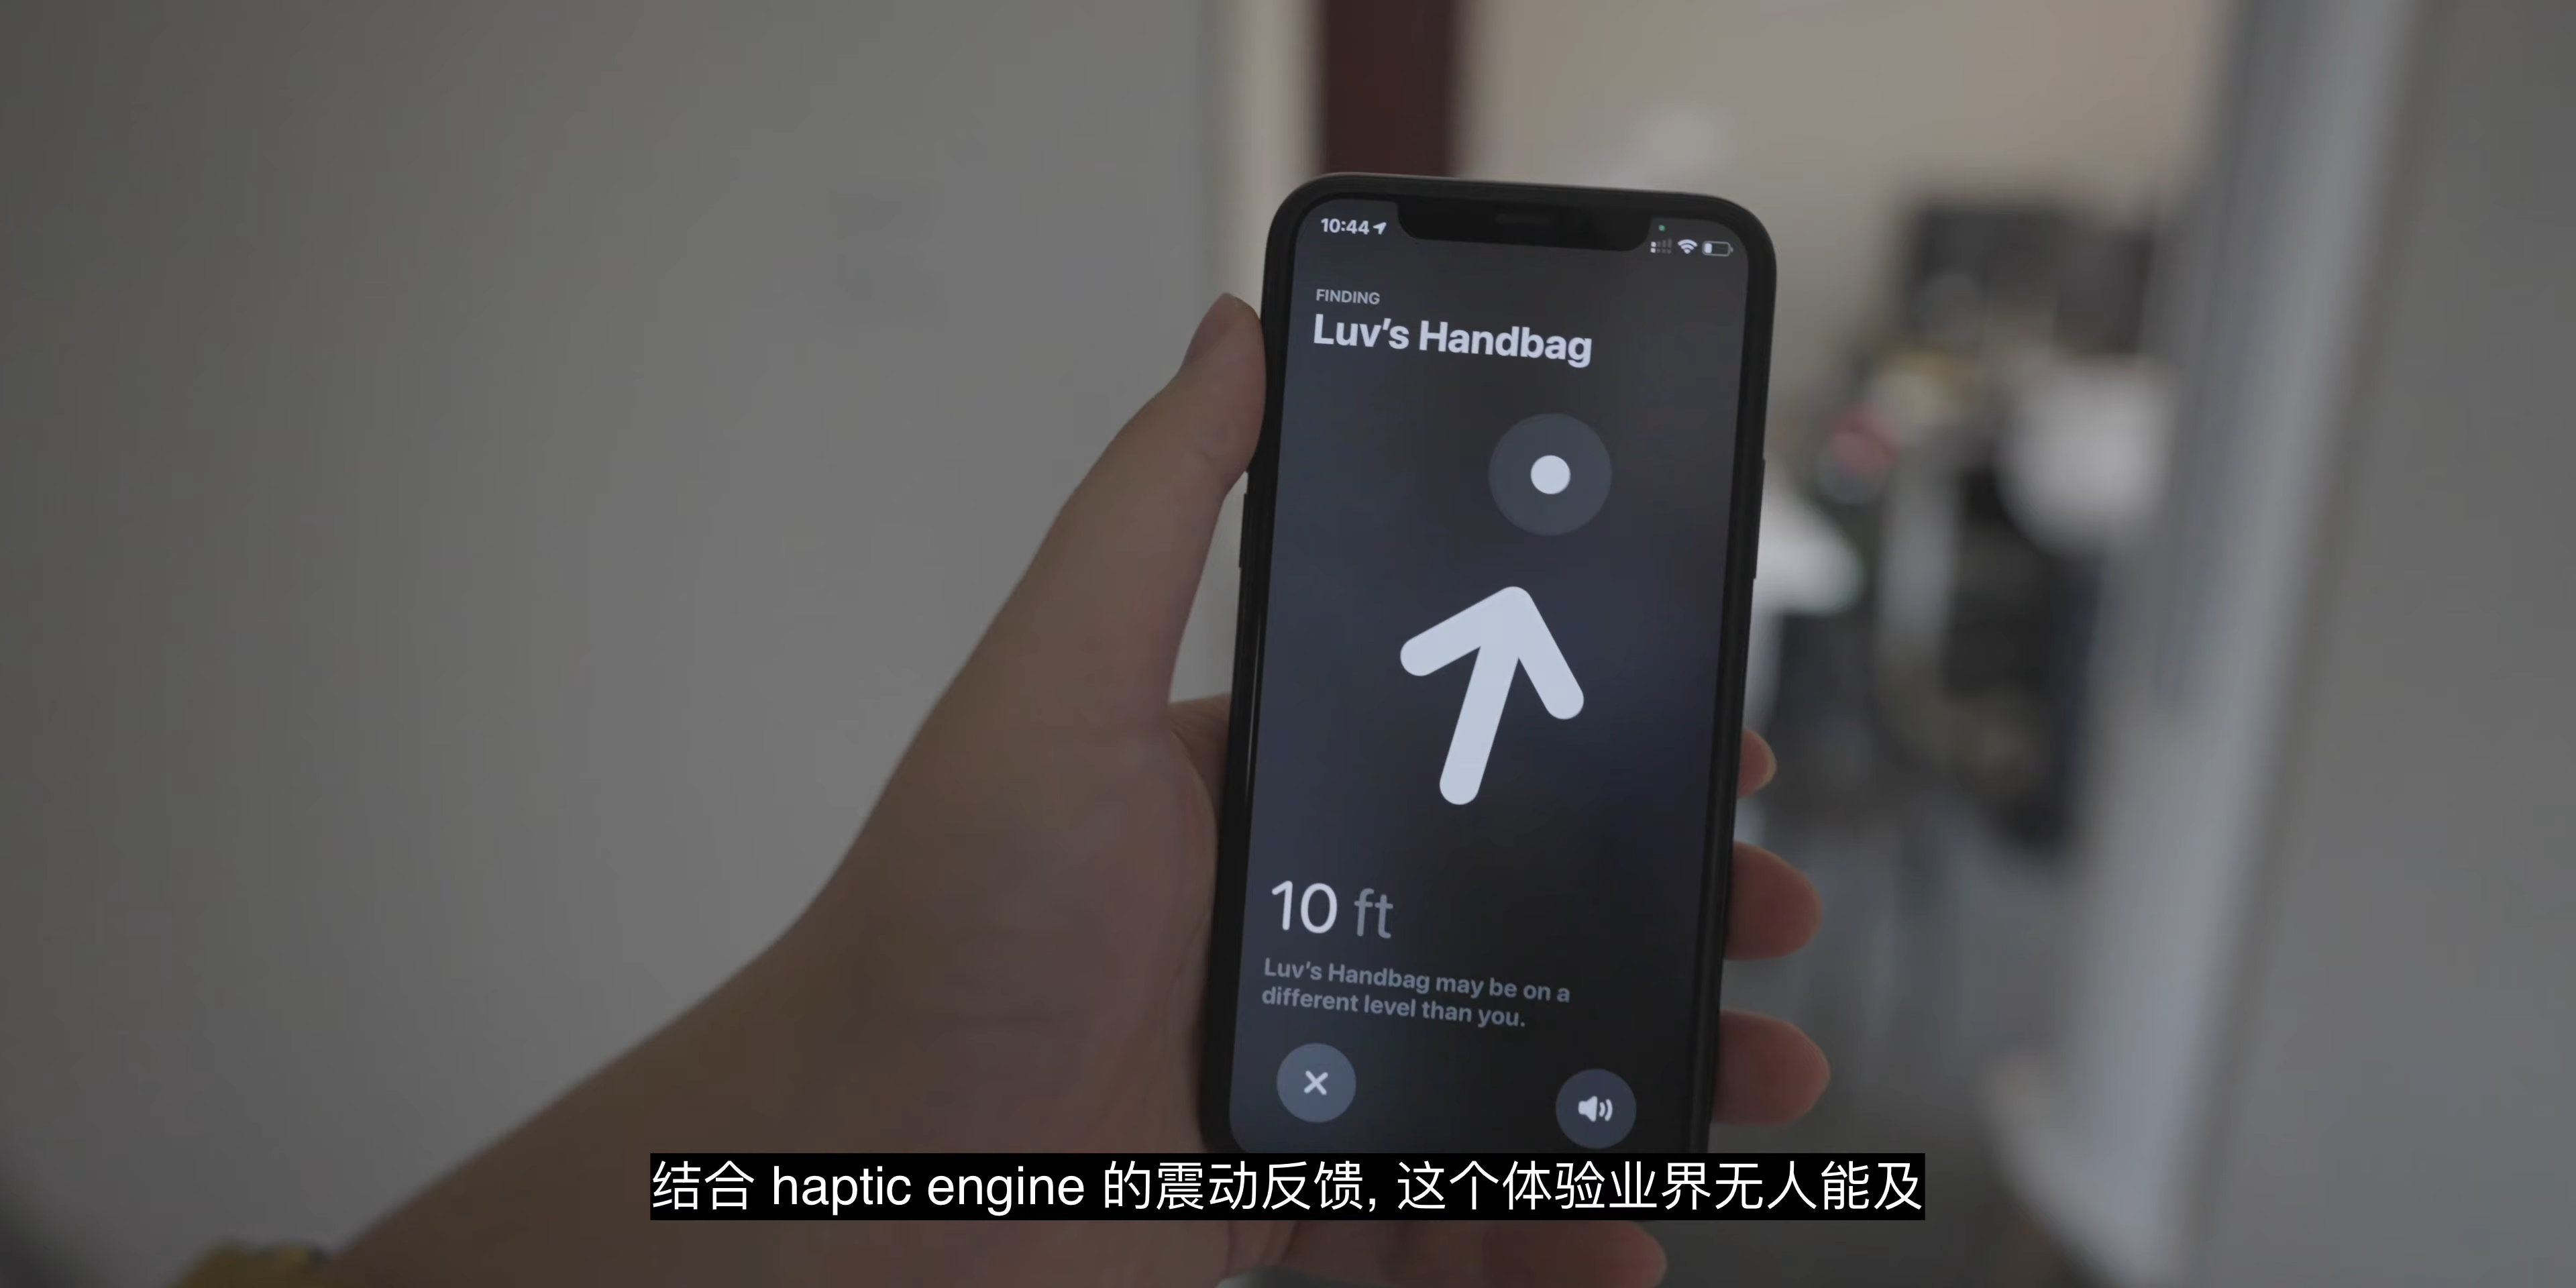 10:44
FINDING
Luv’s Handbag
10 ft
Luv’s Handbag may be on a
different level than you.
结合 haptic engine 的震动反馈, 这个体验业界无人能及